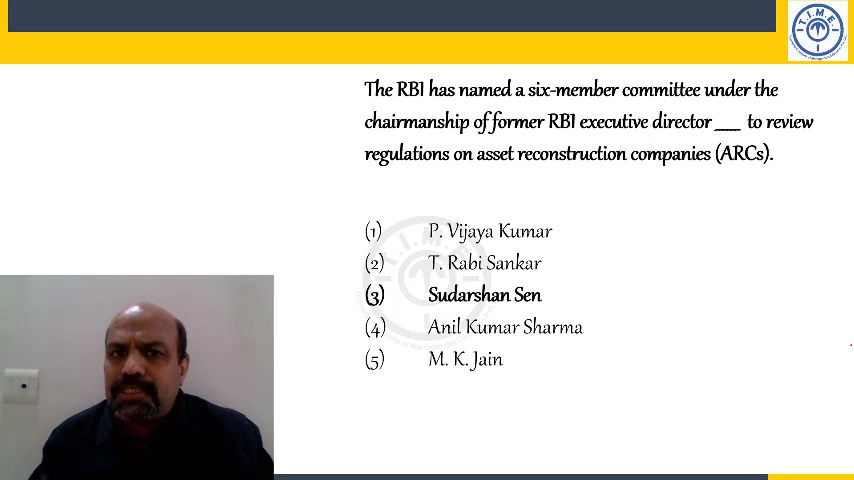 T.I.M.E.
The RBI has named a six-member committee under the
chairmanship of former RBI executive director ___ to review
regulations on asset reconstruction companies (ARCs).
(1) P. Vijaya Kumar
(2) T. Rabi Sankar
(3) Sudarshan Sen
(4) Anil Kumar Sharma
(5) M. K. Jain